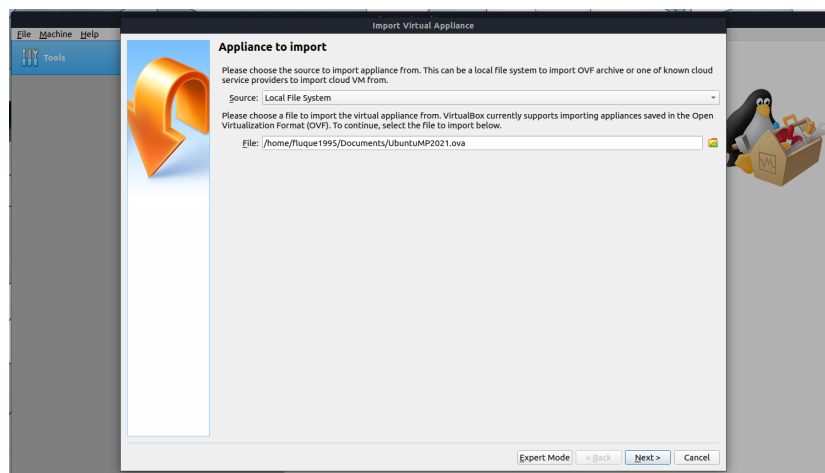 Import Virtual Appliance
File Machine Help
Tools
Appliance to import
Please choose the source to import appliance from. This can be a local file system to import OVF archive or one of known cloud
service providers to import cloud VM from.
Source: Local File System
Please choose a file to import the virtual appliance from. VirtualBox currently supports importing appliances saved in the Open
Virtualization Format (OVF). To continue, select the file to import below.
File: /home/fluque1995/Documents/UbuntuMP2021.ova
Expert Mode < Back Next > Cancel